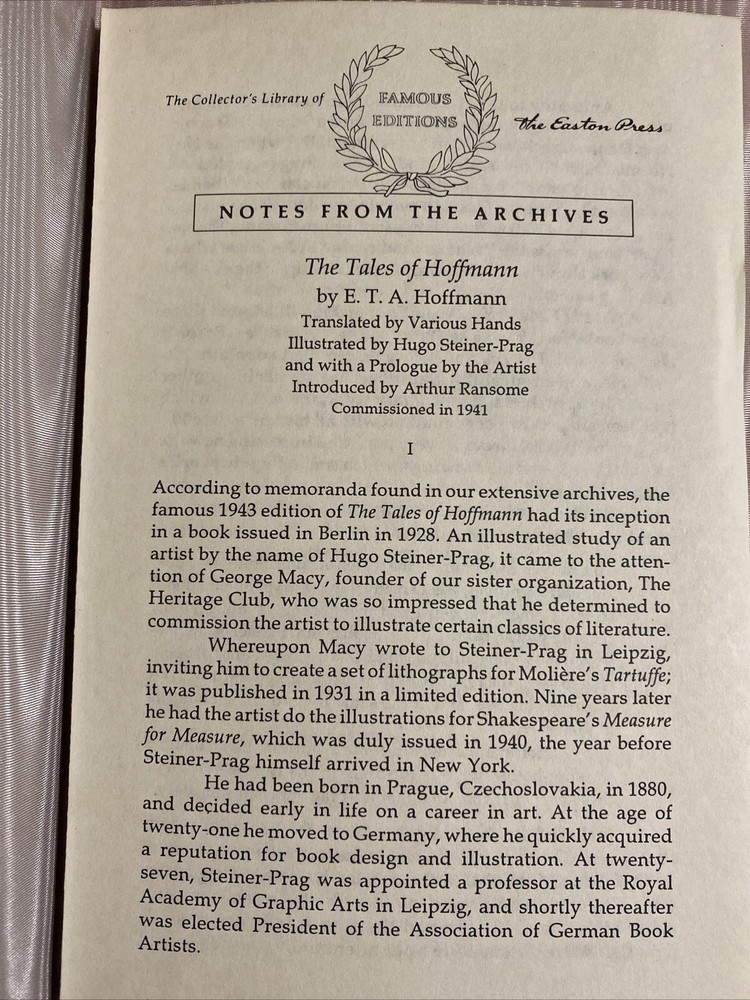 The Collector's Library of
FAMOUS
EDITIONS
the Easton Press
NOTES FROM THE ARCHIVES
The Tales of Hoffmann
by E. T. A. Hoffmann
Translated by Various Hands
Illustrated by Hugo Steiner-Prag
and with a Prologue by the Artist
Introduced by Arthur Ransome
Commissioned in 1941
I
According to memoranda found in our extensive archives, the
famous 1943 edition of The Tales of Hoffmann had its inception
in a book issued in Berlin in 1928. An illustrated study of an
artist by the name of Hugo Steiner-Prag, it came to the atten-
tion of George Macy, founder of our sister organization, The
Heritage Club, who was so impressed that he determined to
commission the artist to illustrate certain classics of literature.
Whereupon Macy wrote to Steiner-Prag in Leipzig,
inviting him to create a set of lithographs for Molière's Tartuffe;
it was published in 1931 in a limited edition. Nine years later
he had the artist do the illustrations for Shakespeare's Measure
for Measure, which was duly issued in 1940, the year before
Steiner-Prag himself arrived in New York.
He had been born in Prague, Czechoslovakia, in 1880,
and decided early in life on a career in art. At the age of
twenty-one he moved to Germany, where he quickly acquired
a reputation for book design and illustration. At twenty-
seven, Steiner-Prag was appointed a professor at the Royal
Academy of Graphic Arts in Leipzig, and shortly thereafter
was elected President of the Association of German Book
Artists.